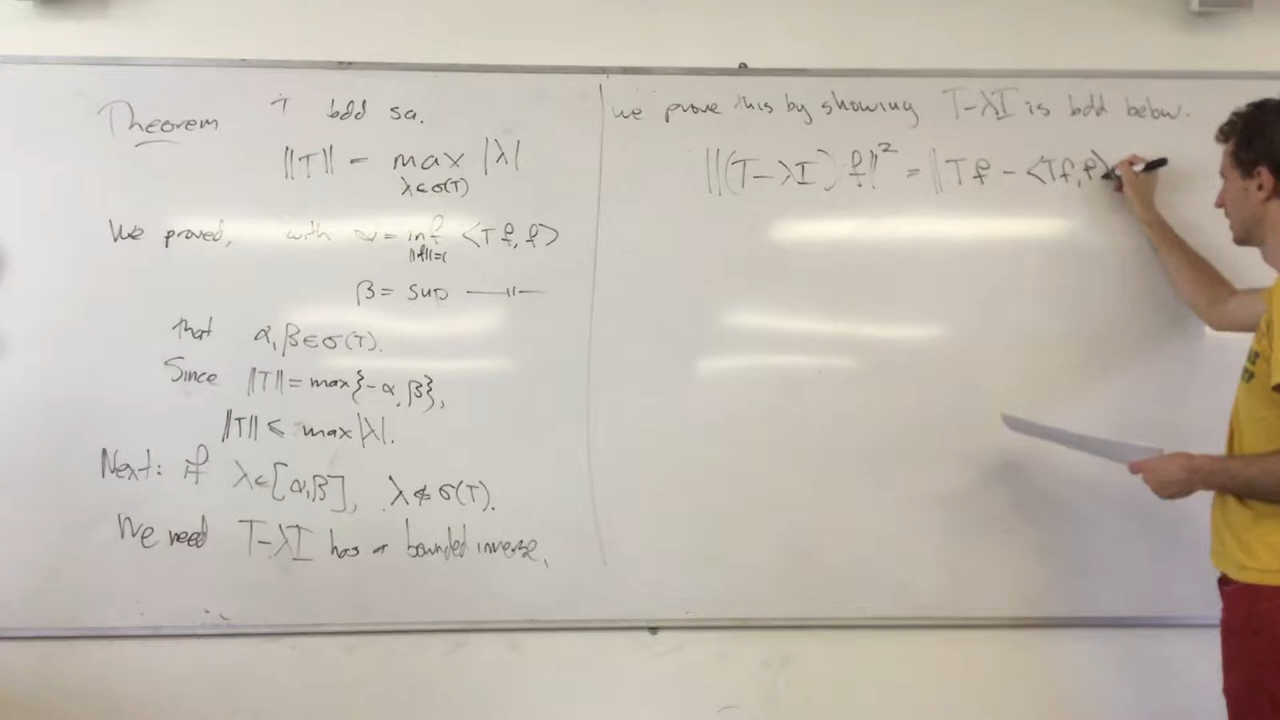 Theorem T bdd sa.
||T|| = max |λ|
λ∈σ(T)
We proved, with α = inf <Tf, f>
||f||=1
β = sup —||—
that α, β ∈ σ(T).
Since ||T|| = max{-α, β},
||T|| ≤ max|λ|.
Next: if λ∈[α,β], λ∉σ(T).
We need T-λI has a bounded inverse,
we prove this by showing T-λI is bdd below.
||(T-λI) f||² = ||Tf - <Tf,f>